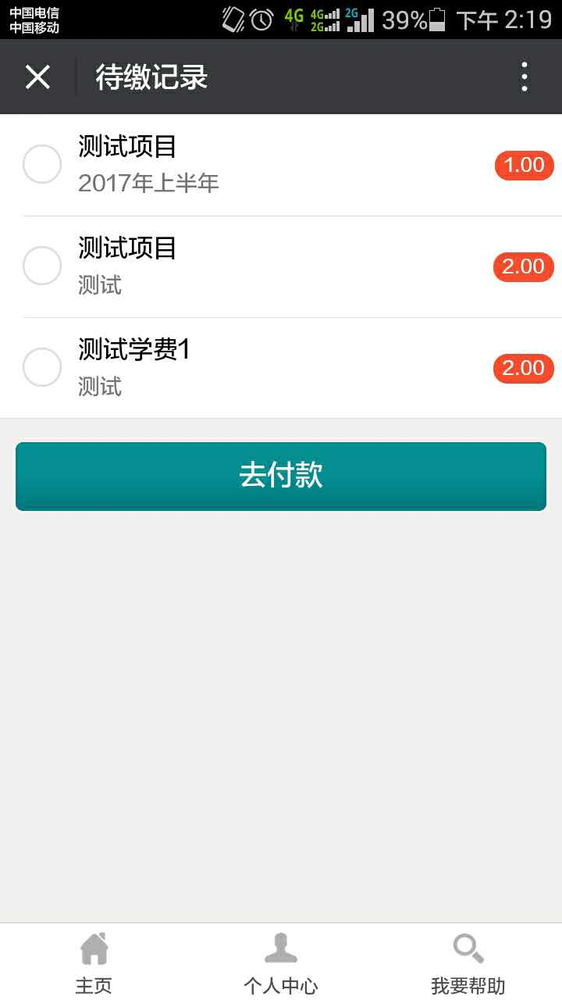 中国电信
中国移动
4G 4G 2G 2G 39% 下午 2:19
待缴记录
测试项目
2017年上半年
1.00
测试项目
测试
2.00
测试学费1
测试
2.00
去付款
主页 个人中心 我要帮助